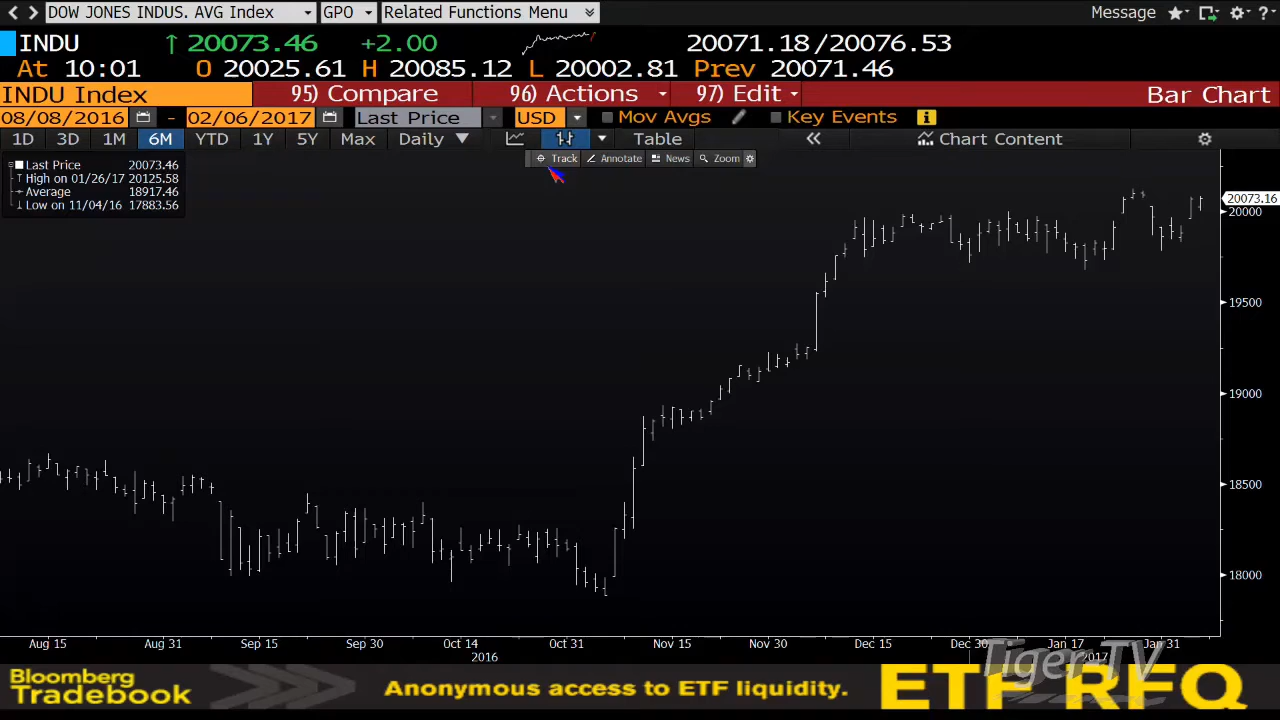 DOW JONES INDUS. AVG Index GPO Related Functions Menu Message ?
INDU ↑ 20073.46 +2.00 20071.18/20076.53
At 10:01 O 20025.61 H 20085.12 L 20002.81 Prev 20071.46
INDU Index 95) Compare 96) Actions 97) Edit Bar Chart
08/08/2016 - 02/06/2017 Last Price USD Mov Avgs Key Events i
1D 3D 1M 6M YTD 1Y 5Y Max Daily Table « Chart Content
Track Annotate News Zoom
Last Price 20073.46
High on 01/26/17 20125.58
Average 18917.46
Low on 11/04/16 17883.56
20073.16
20000
19500
19000
18500
18000
Aug 15 Aug 31 Sep 15 Sep 30 Oct 14 Oct 31 Nov 15 Nov 30 Dec 15 Dec 30 Jan 17 Jan 31
2016 2017
TigerTV
Bloomberg
Tradebook
Anonymous access to ETF liquidity.
ETF RFQ